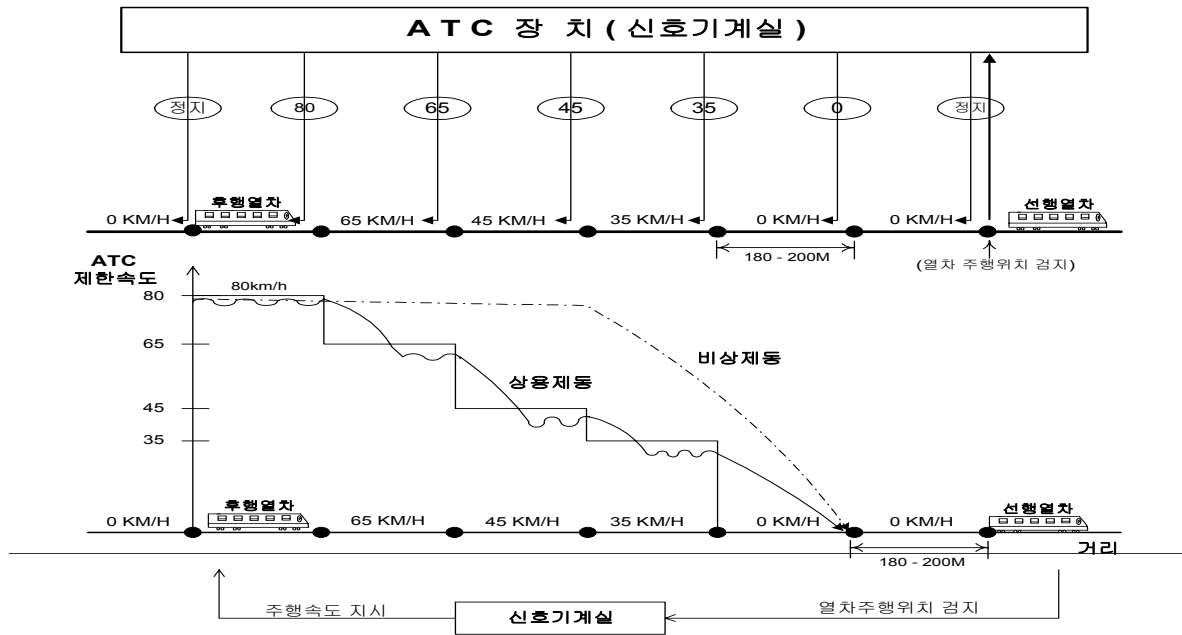 ATC 장 치 ( 신호기계실 )
정지 80 65 45 35 0 정지
후행열차 선행열차
0 KM/H 65 KM/H 45 KM/H 35 KM/H 0 KM/H 0 KM/H
180 - 200M
(열차 주행위치 검지)
ATC
제한속도
80km/h
80
65
45
35
비상제동
상용제동
후행열차 선행열차
0 KM/H 65 KM/H 45 KM/H 35 KM/H 0 KM/H 0 KM/H
거리
180 - 200M
주행속도 지시
신호기계실
열차주행위치 검지